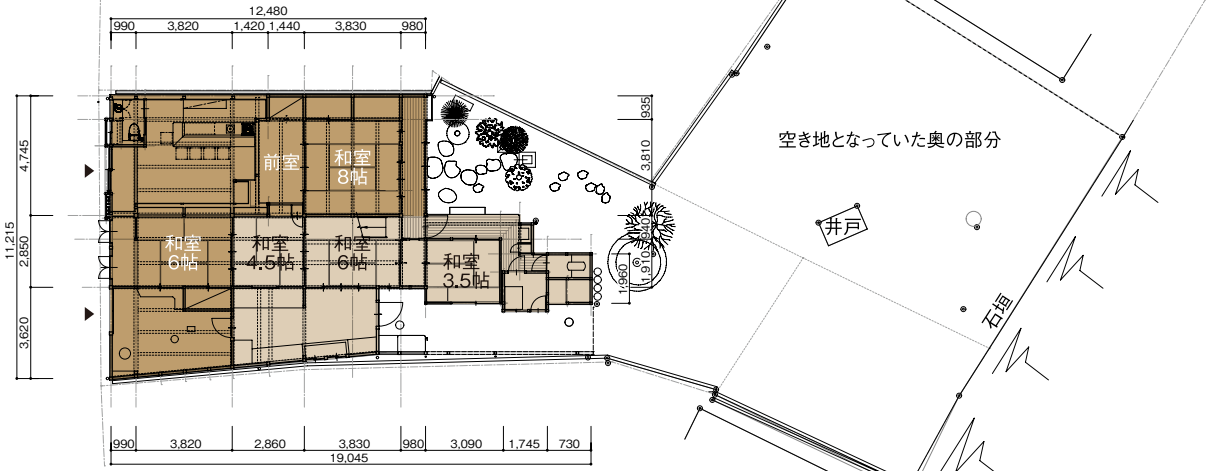 12,480
990 3,820 1,420 1,440 3,830 980
11,215
4,745
2,850
3,620
935
3,810
940
1,910
1,960
前室
和室
8帖
和室
6帖
和室
4.5帖
和室
6帖
和室
3.5帖
空き地となっていた奥の部分
井戸
石垣
990 3,820 2,860 3,830 980 3,090 1,745 730
19,045